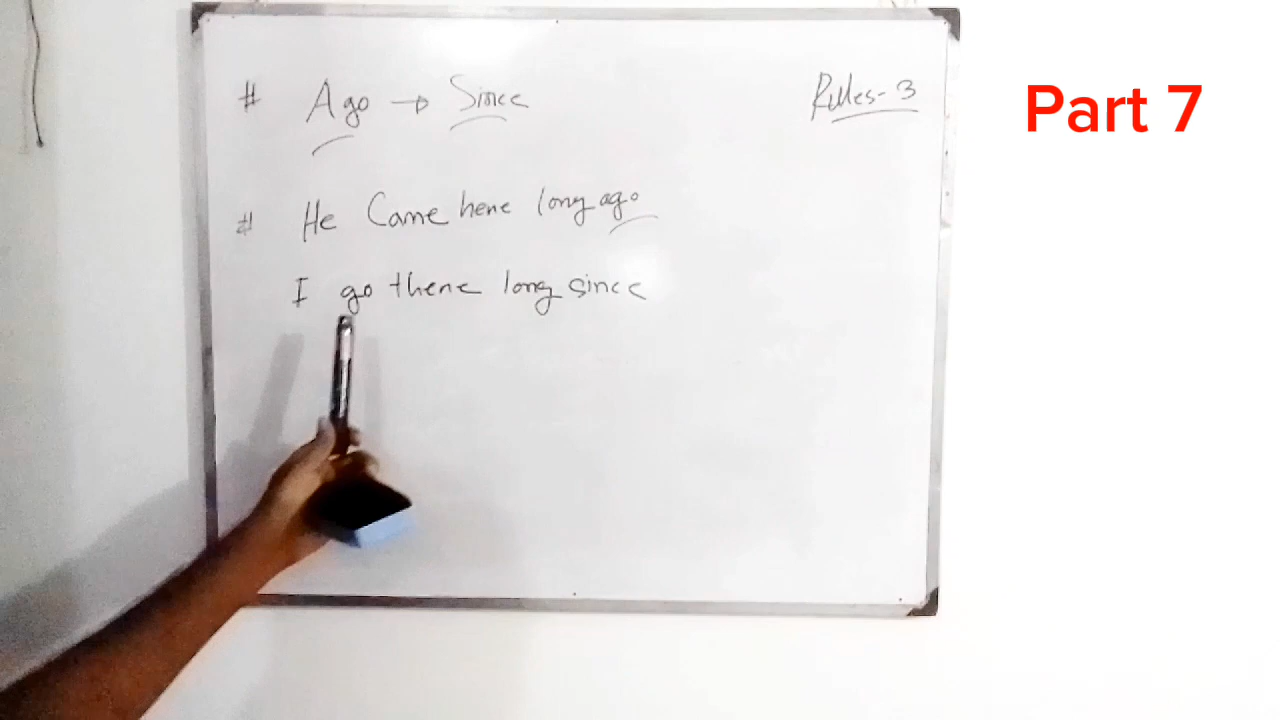 # Ago → Since
Rules-3
Part 7
# He Came here long ago
I go there long since